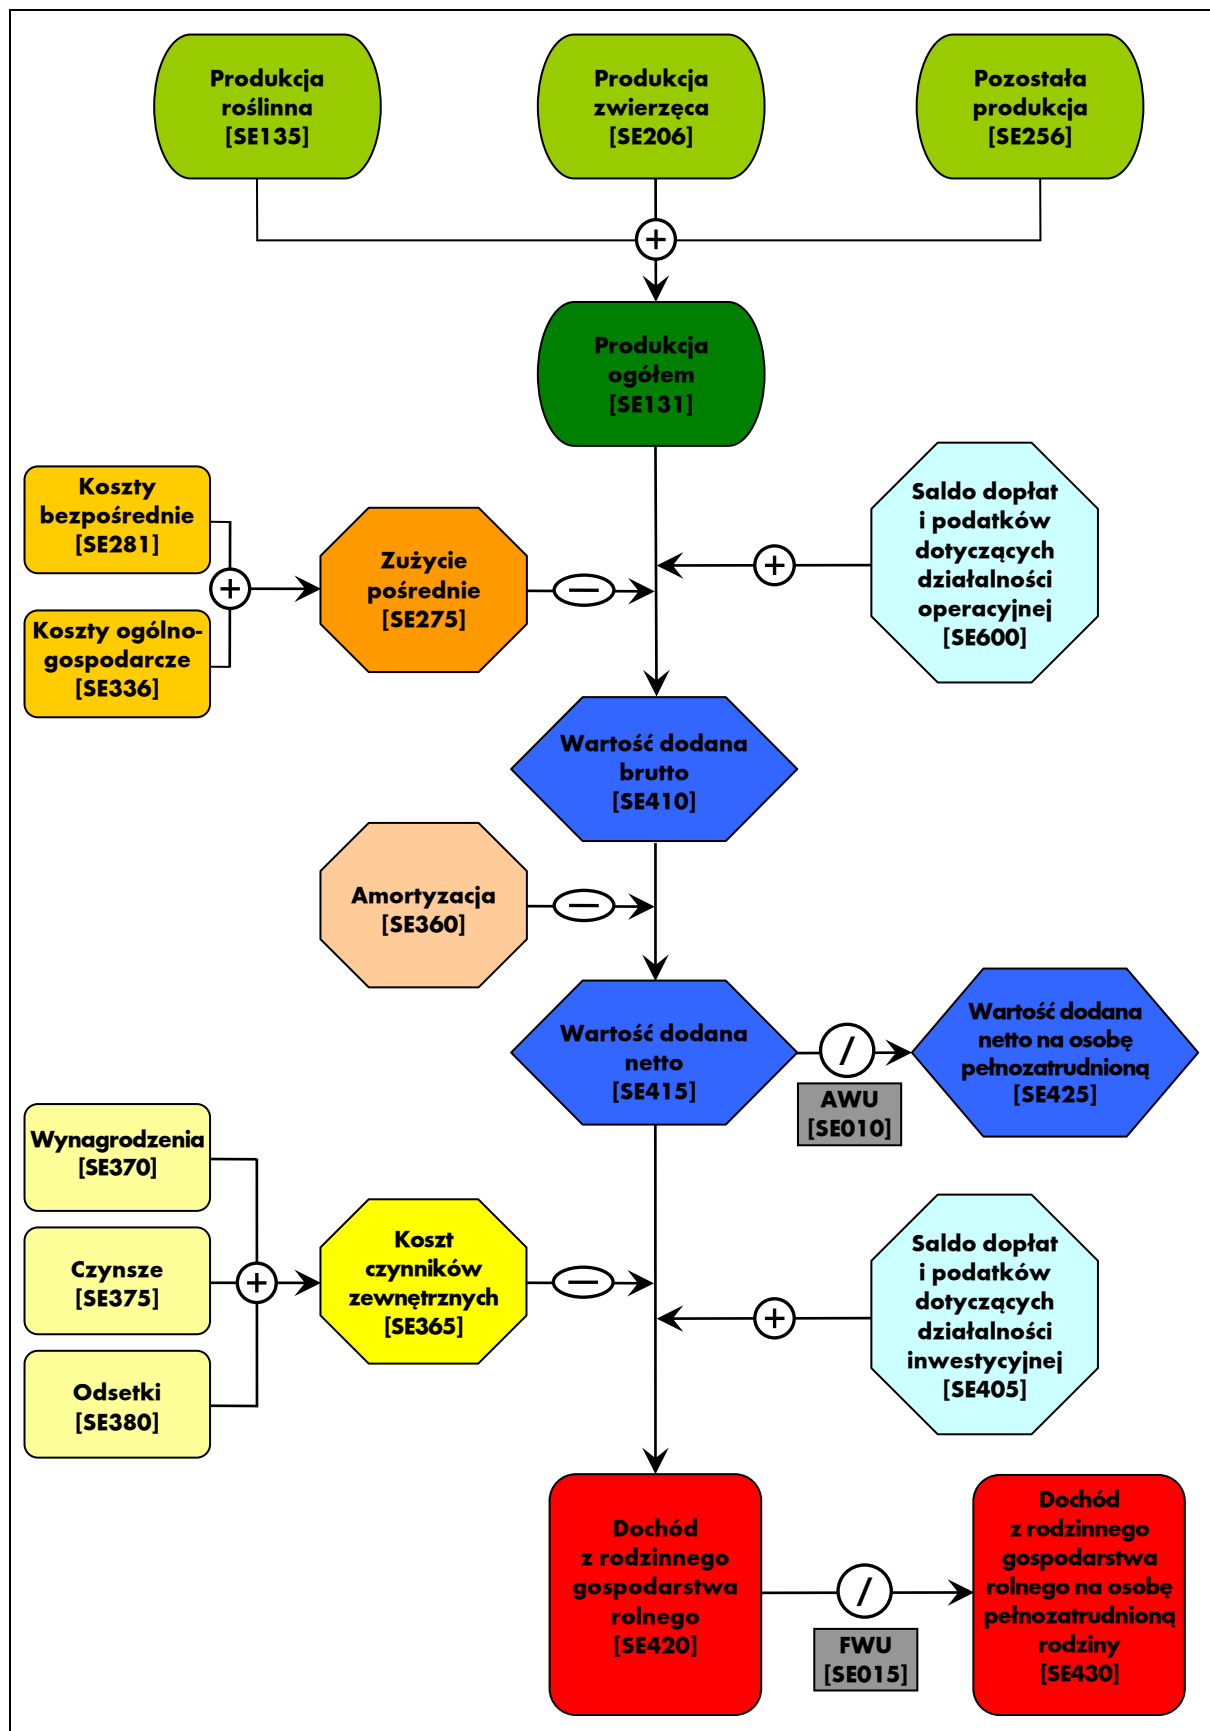 Produkcja
roślinna
[SE135]
Produkcja
zwierzęca
[SE206]
Pozostała
produkcja
[SE256]
+
Produkcja
ogółem
[SE131]
Koszty
bezpośrednie
[SE281]
Koszty ogólno-
gospodarcze
[SE336]
+
Zużycie
pośrednie
[SE275]
—
+
Saldo dopłat
i podatków
dotyczących
działalności
operacyjnej
[SE600]
Wartość dodana
brutto
[SE410]
Amortyzacja
[SE360]
—
Wartość dodana
netto
[SE415]
/
AWU
[SE010]
Wartość dodana
netto na osobę
pełnozatrudnioną
[SE425]
Wynagrodzenia
[SE370]
Czynsze
[SE375]
Odsetki
[SE380]
+
Koszt
czynników
zewnętrznych
[SE365]
—
+
Saldo dopłat
i podatków
dotyczących
działalności
inwestycyjnej
[SE405]
Dochód
z rodzinnego
gospodarstwa
rolnego
[SE420]
/
FWU
[SE015]
Dochód
z rodzinnego
gospodarstwa
rolnego na osobę
pełnozatrudnioną
rodziny
[SE430]